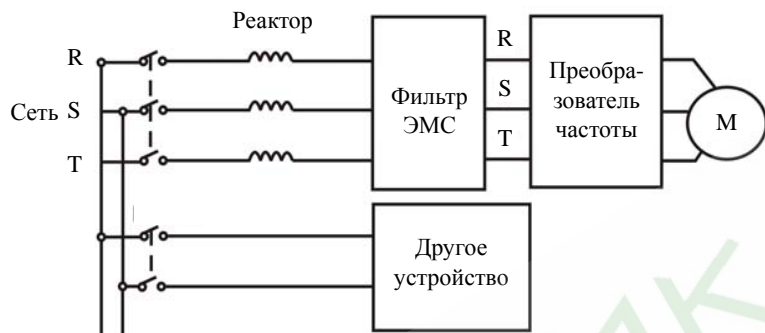 Реактор
R
R
Преобра-
зователь
частоты
Фильтр
ЭМС
Сеть S
S
M
T
T
Другое
устройство